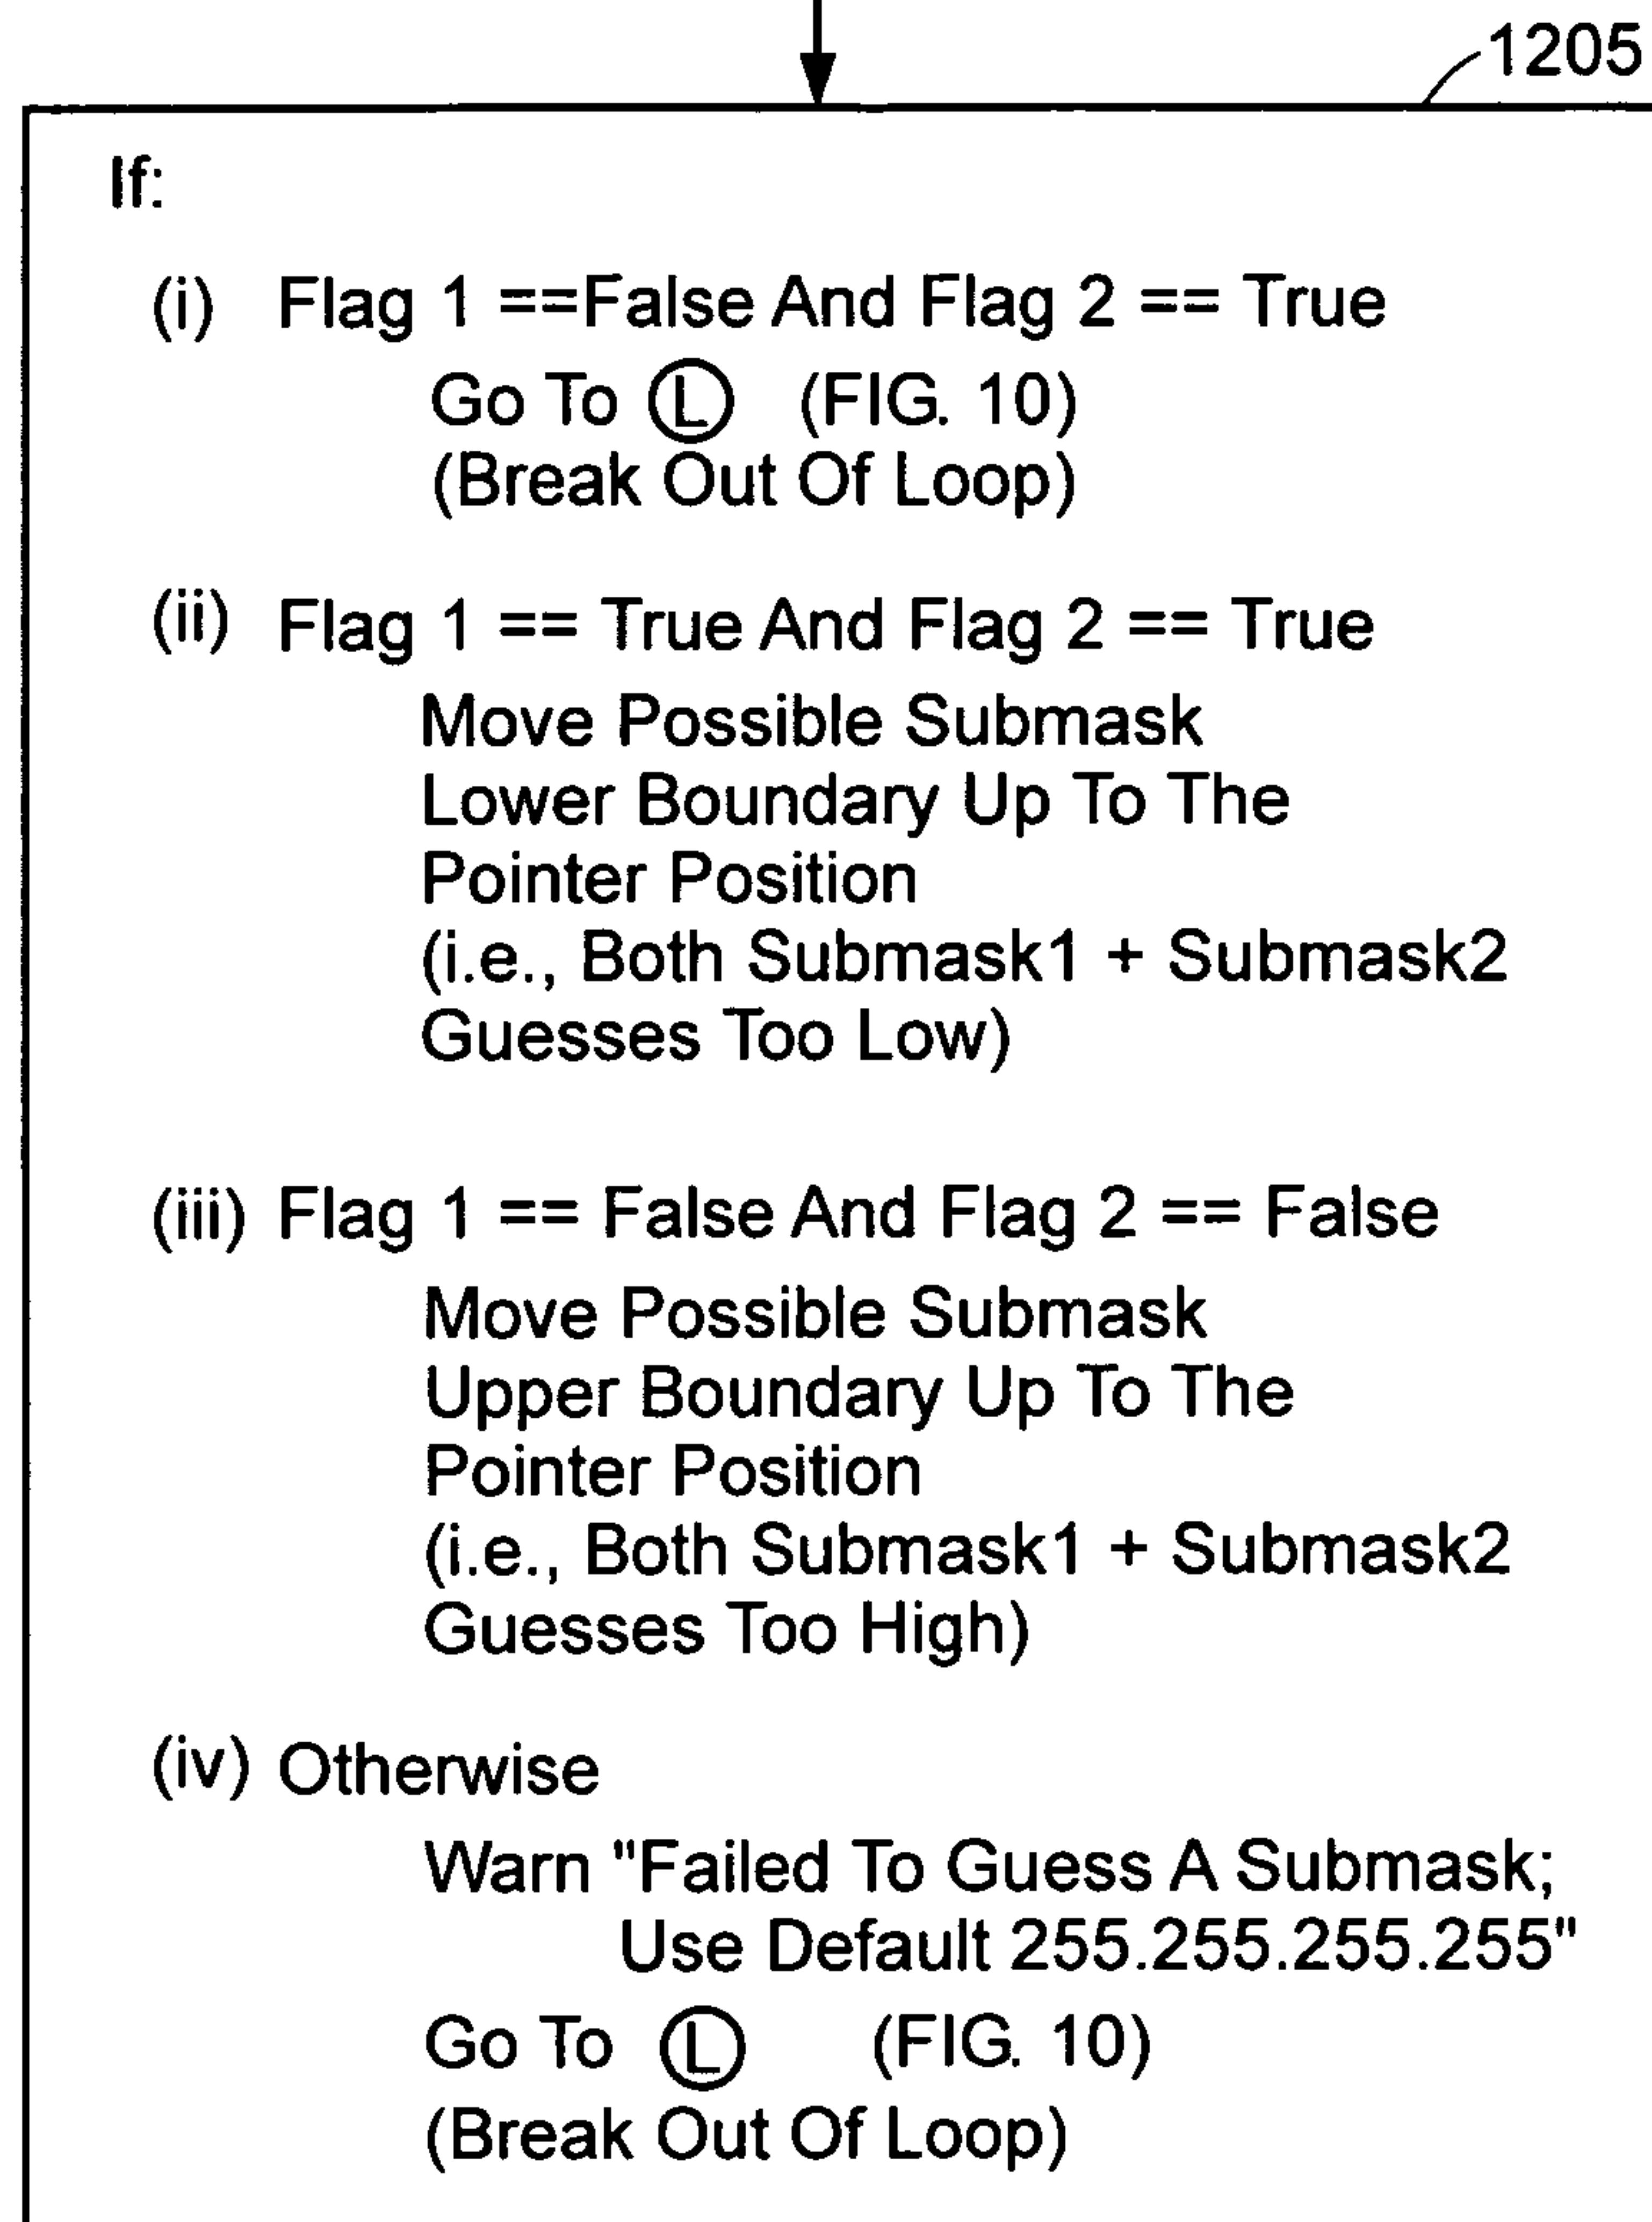 1205
If:
(i) Flag 1 ==False And Flag 2 == True
Go To L (FIG. 10)
(Break Out Of Loop)
(ii) Flag 1 == True And Flag 2 == True
Move Possible Submask
Lower Boundary Up To The
Pointer Position
(i.e., Both Submask1 + Submask2
Guesses Too Low)
(iii) Flag 1 == False And Flag 2 == False
Move Possible Submask
Upper Boundary Up To The
Pointer Position
(i.e., Both Submask1 + Submask2
Guesses Too High)
(iv) Otherwise
Warn "Failed To Guess A Submask;
Use Default 255.255.255.255"
Go To L (FIG. 10)
(Break Out Of Loop)